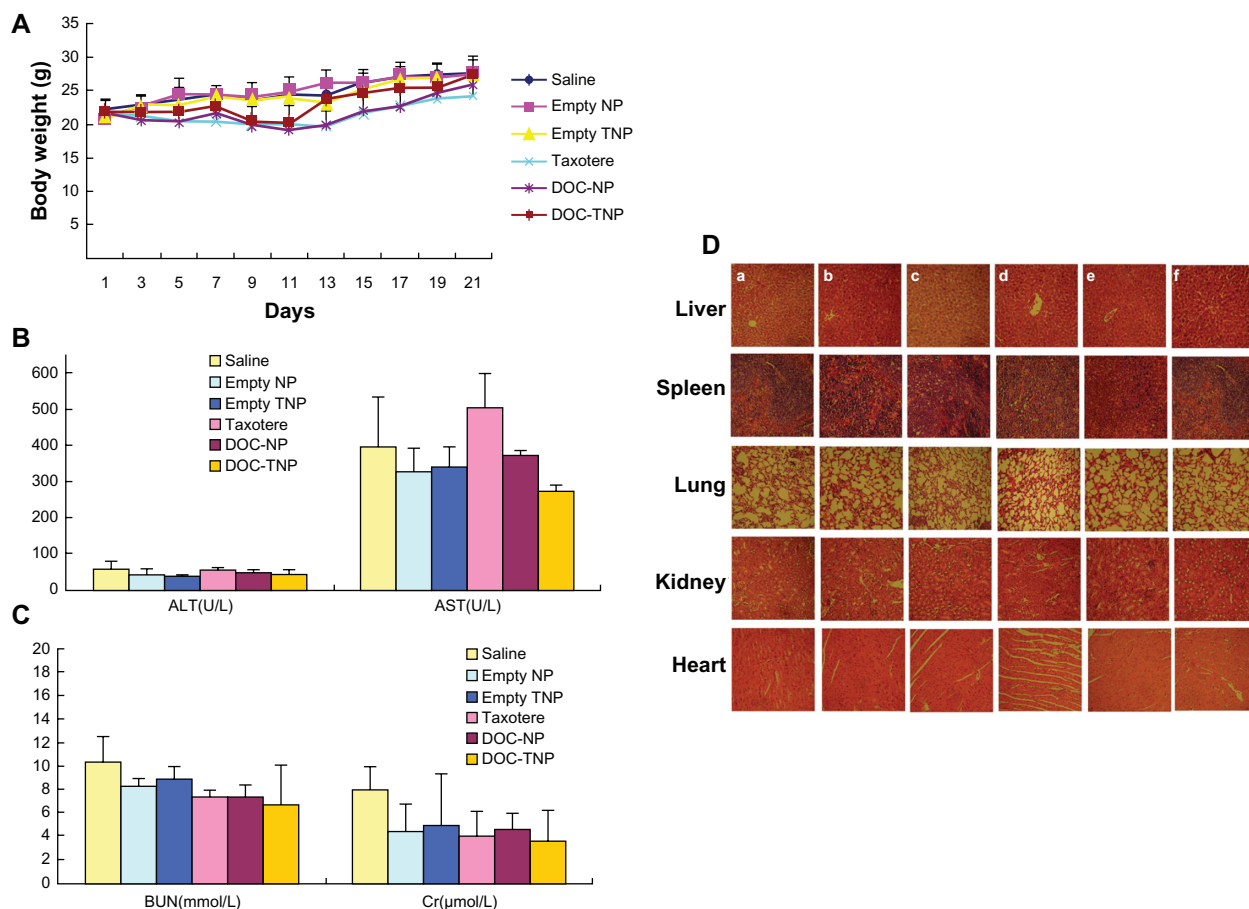 A
Body weight (g)
35
30
25
20
15
10
5
1 3 5 7 9 11 13 15 17 19 21
Days
Saline
Empty NP
Empty TNP
Taxotere
DOC-NP
DOC-TNP
B
600
500
400
300
200
100
0
ALT(U/L) AST(U/L)
Saline
Empty NP
Empty TNP
Taxotere
DOC-NP
DOC-TNP
C
20
18
16
14
12
10
8
6
4
2
0
BUN(mmol/L) Cr(µmol/L)
Saline
Empty NP
Empty TNP
Taxotere
DOC-NP
DOC-TNP
D
a b c d e f
Liver
Spleen
Lung
Kidney
Heart